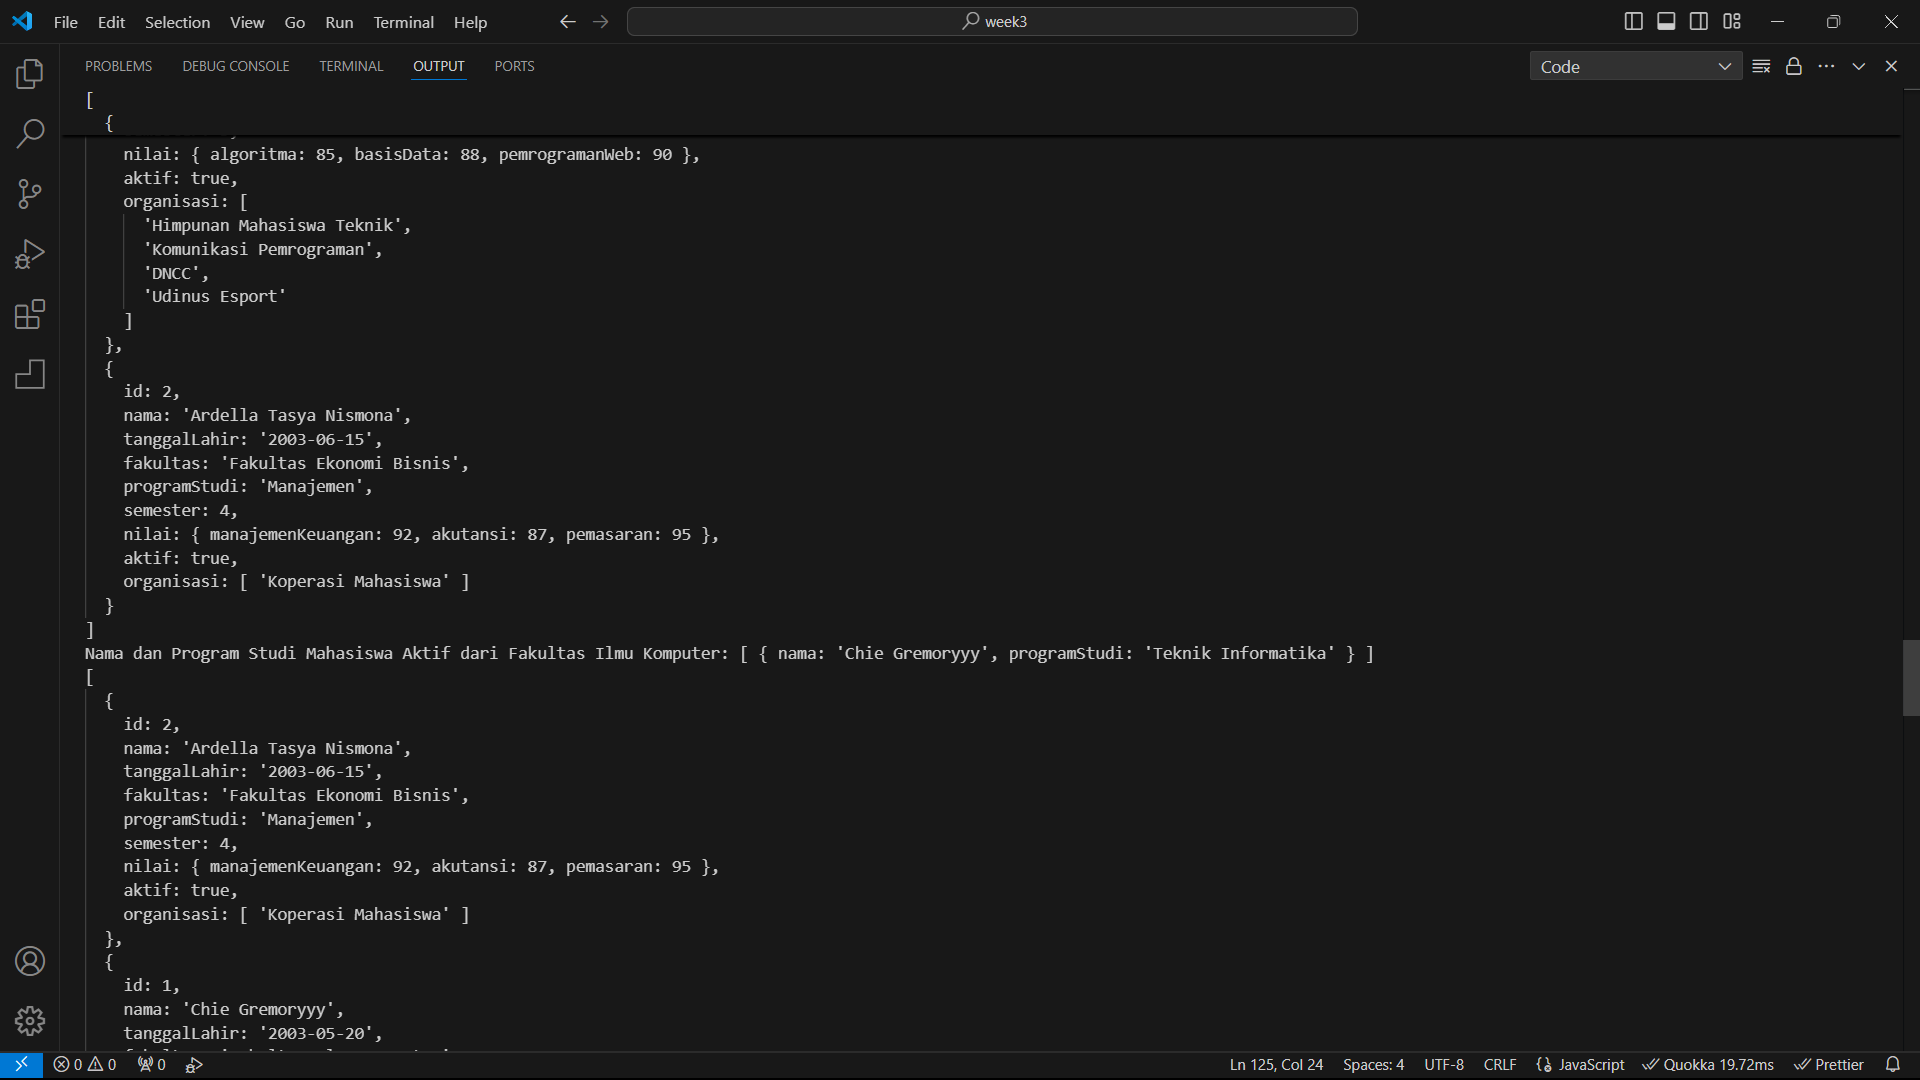 File Edit Selection View Go Run Terminal Help week3
PROBLEMS DEBUG CONSOLE TERMINAL OUTPUT PORTS Code
[
{
nilai: { algoritma: 85, basisData: 88, pemrogramanWeb: 90 },
aktif: true,
organisasi: [
'Himpunan Mahasiswa Teknik',
'Komunikasi Pemrograman',
'DNCC',
'Udinus Esport'
]
},
{
id: 2,
nama: 'Ardella Tasya Nismona',
tanggalLahir: '2003-06-15',
fakultas: 'Fakultas Ekonomi Bisnis',
programStudi: 'Manajemen',
semester: 4,
nilai: { manajemenKeuangan: 92, akutansi: 87, pemasaran: 95 },
aktif: true,
organisasi: [ 'Koperasi Mahasiswa' ]
}
]
Nama dan Program Studi Mahasiswa Aktif dari Fakultas Ilmu Komputer: [ { nama: 'Chie Gremoryyy', programStudi: 'Teknik Informatika' } ]
[
{
id: 2,
nama: 'Ardella Tasya Nismona',
tanggalLahir: '2003-06-15',
fakultas: 'Fakultas Ekonomi Bisnis',
programStudi: 'Manajemen',
semester: 4,
nilai: { manajemenKeuangan: 92, akutansi: 87, pemasaran: 95 },
aktif: true,
organisasi: [ 'Koperasi Mahasiswa' ]
},
{
id: 1,
nama: 'Chie Gremoryyy',
tanggalLahir: '2003-05-20',
0 0 0 Ln 125, Col 24 Spaces: 4 UTF-8 CRLF JavaScript Quokka 19.72ms Prettier